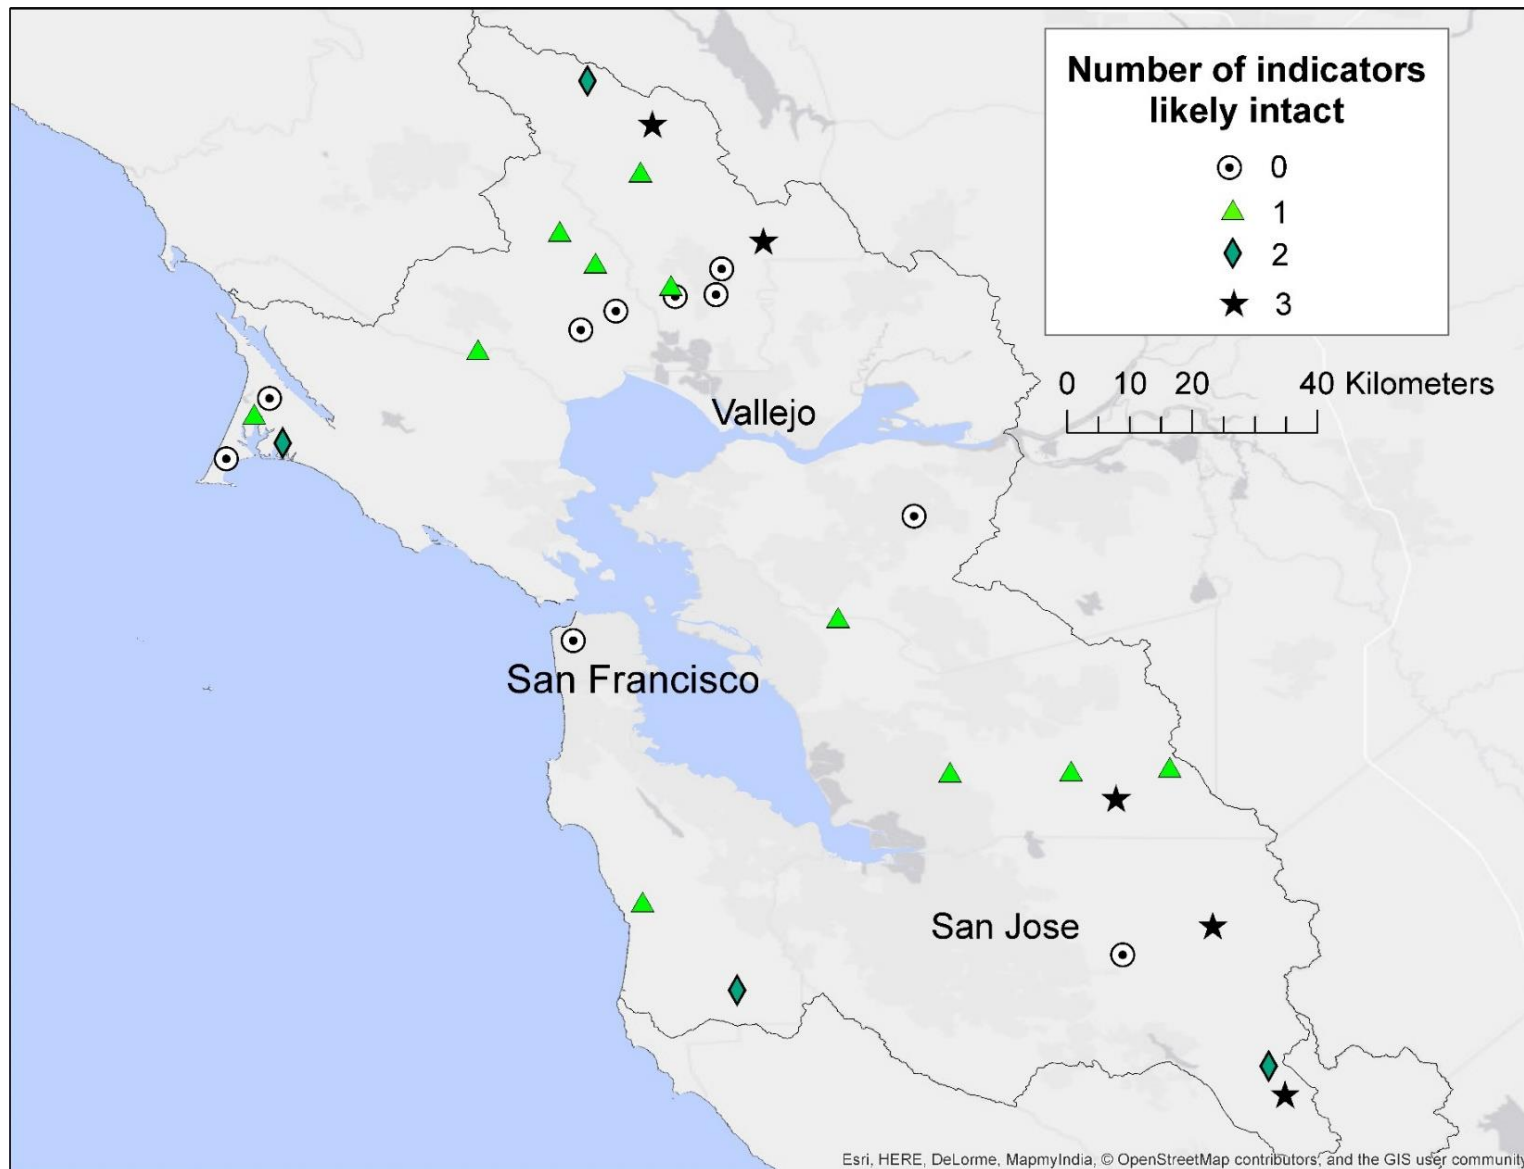 Number of indicators
likely intact
0
1
2
3
0 10 20 40 Kilometers
Vallejo
San Francisco
San Jose
Esri, HERE, DeLorme, MapmyIndia, © OpenStreetMap contributors, and the GIS user community